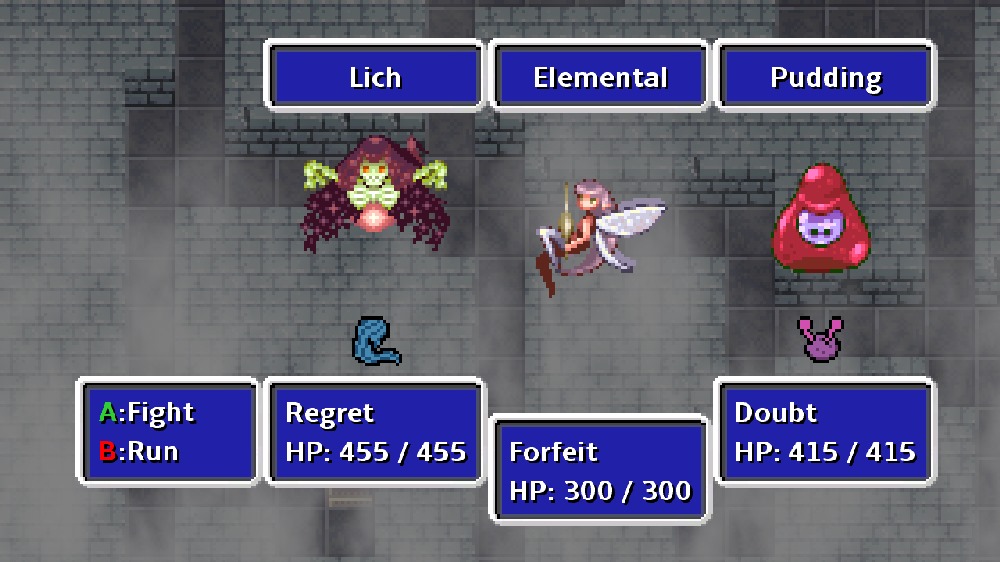 Lich
Elemental
Pudding
A:Fight
B:Run
Regret
HP: 455 / 455
Forfeit
HP: 300 / 300
Doubt
HP: 415 / 415